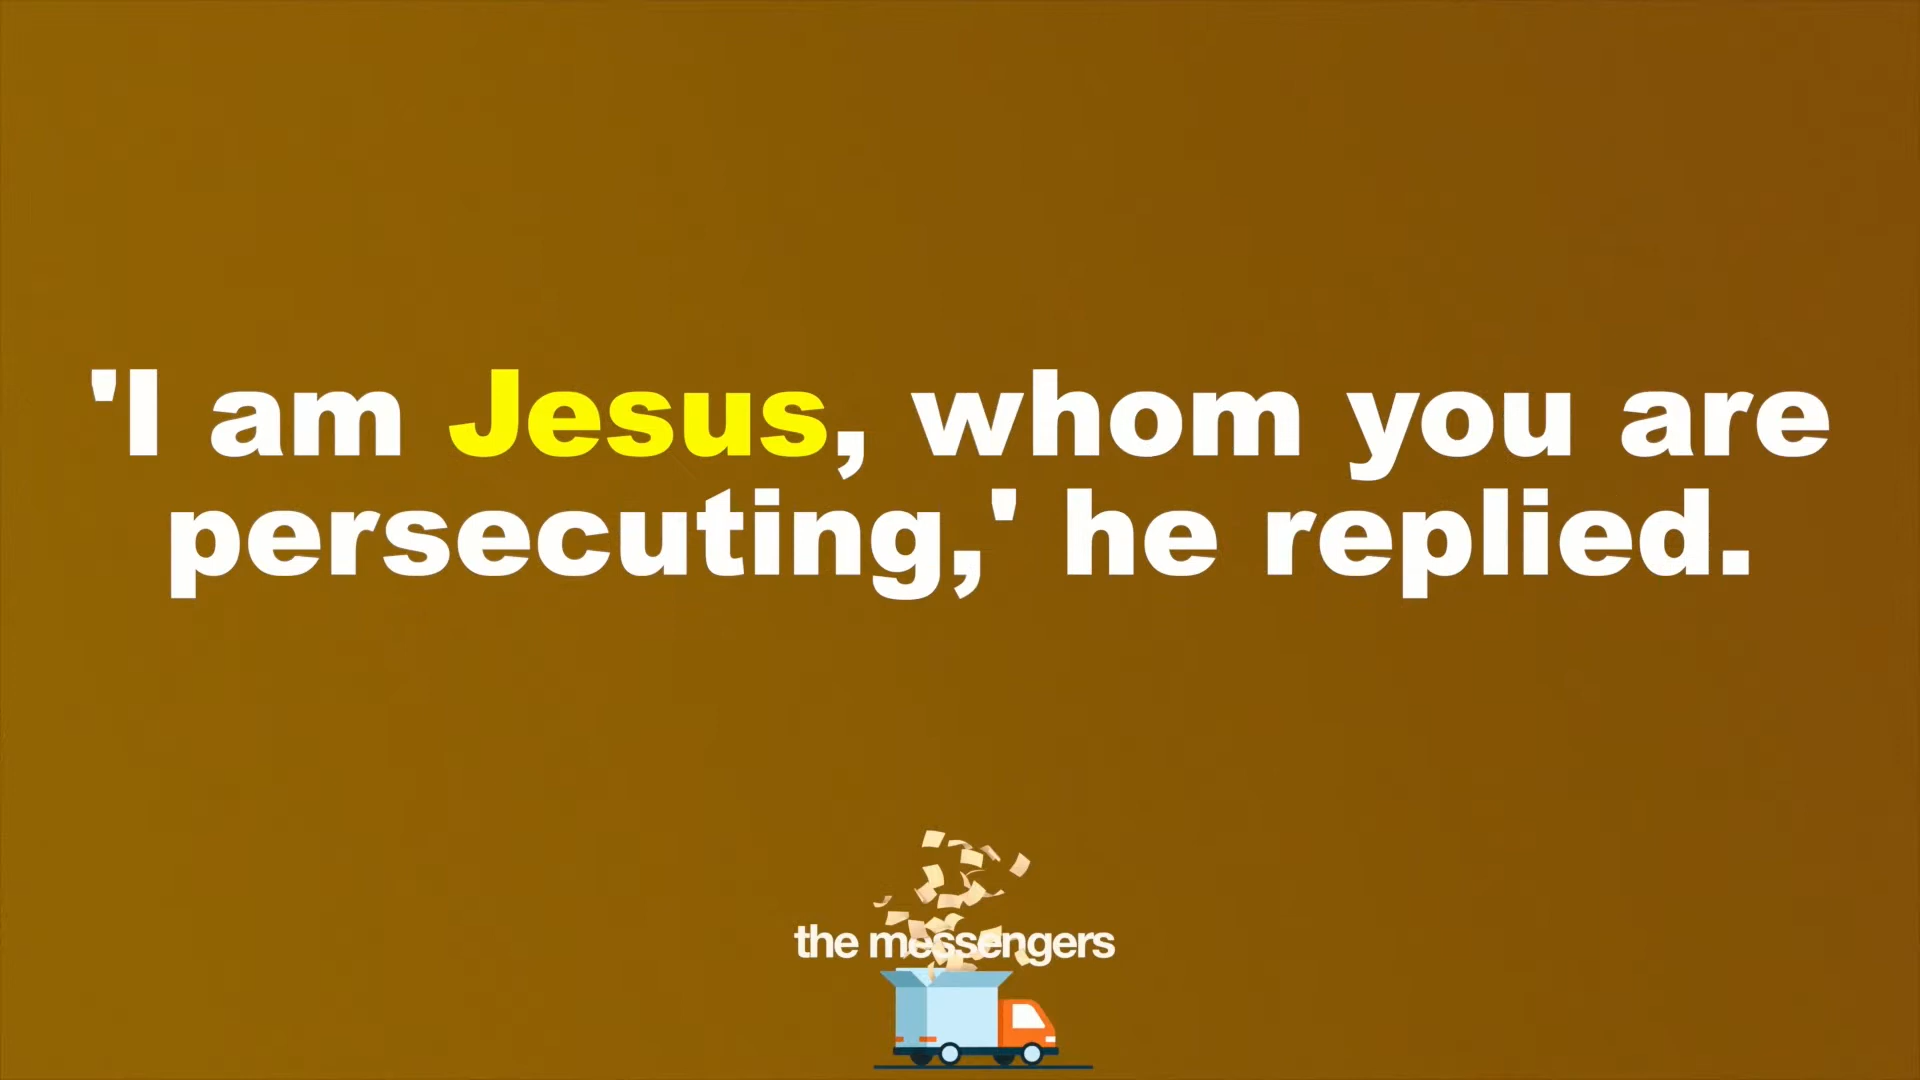 'I am Jesus, whom you are
persecuting,' he replied.
the messengers